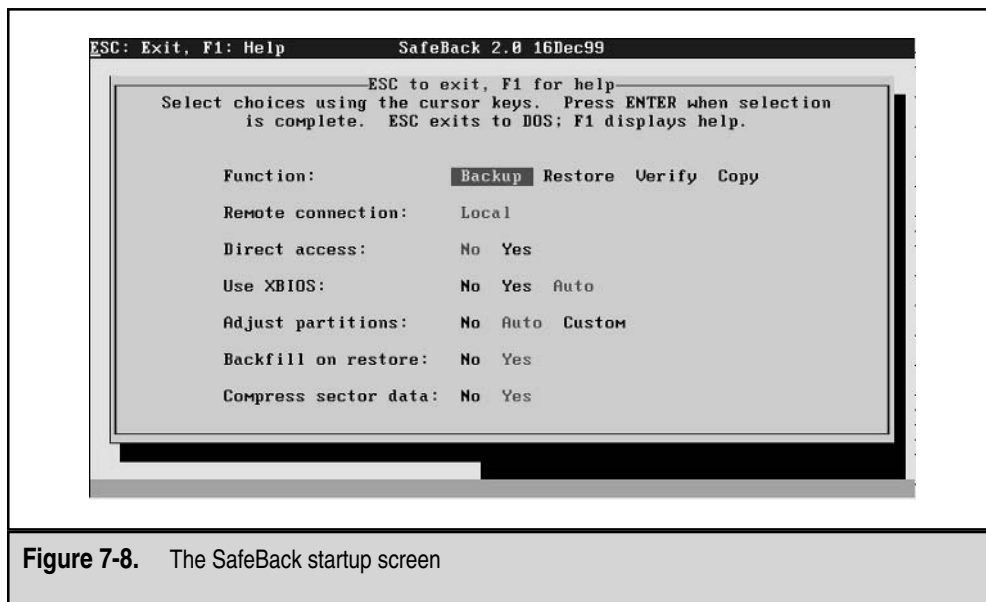 ESC: Exit, F1: Help SafeBack 2.0 16Dec99
ESC to exit, F1 for help
Select choices using the cursor keys. Press ENTER when selection
is complete. ESC exits to DOS; F1 displays help.
Function: Backup Restore Verify Copy
Remote connection: Local
Direct access: No Yes
Use XBIOS: No Yes Auto
Adjust partitions: No Auto Custom
Backfill on restore: No Yes
Compress sector data: No Yes
Figure 7-8. The SafeBack startup screen